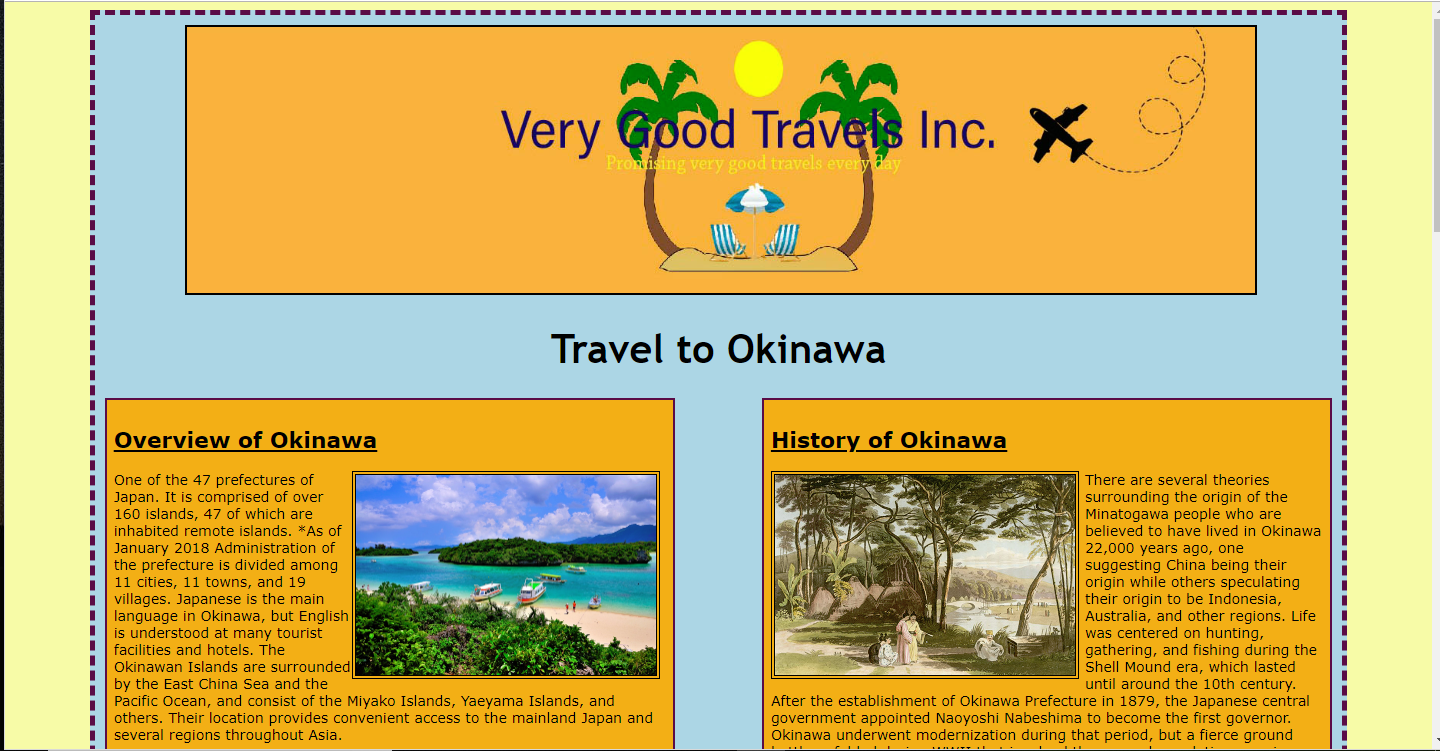 Very Good Travels Inc.
Promising very good travels every day
Travel to Okinawa
Overview of Okinawa
One of the 47 prefectures of
Japan. It is comprised of over
160 islands, 47 of which are
inhabited remote islands. *As of
January 2018 Administration of
the prefecture is divided among
11 cities, 11 towns, and 19
villages. Japanese is the main
language in Okinawa, but English
is understood at many tourist
facilities and hotels. The
Okinawan Islands are surrounded
by the East China Sea and the
Pacific Ocean, and consist of the Miyako Islands, Yaeyama Islands, and
others. Their location provides convenient access to the mainland Japan and
several regions throughout Asia.
History of Okinawa
There are several theories
surrounding the origin of the
Minatogawa people who are
believed to have lived in Okinawa
22,000 years ago, one
suggesting China being their
origin while others speculating
their origin to be Indonesia,
Australia, and other regions. Life
was centered on hunting,
gathering, and fishing during the
Shell Mound era, which lasted
until around the 10th century.
After the establishment of Okinawa Prefecture in 1879, the Japanese central
government appointed Naoyoshi Nabeshima to become the first governor.
Okinawa underwent modernization during that period, but a fierce ground